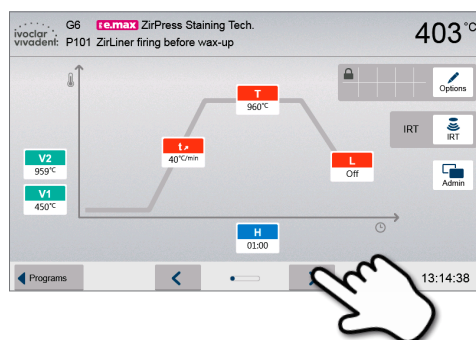 ivoclar
vivadent:
G6 IPS e.max ZirPress Staining Tech.
P101 ZirLiner firing before wax-up
403 °C
Options
T
960°C
IRT
IRT
t↗
40°C/min
V2
959°C
L
Off
Admin
V1
450°C
H
01:00
Programs
13:14:38